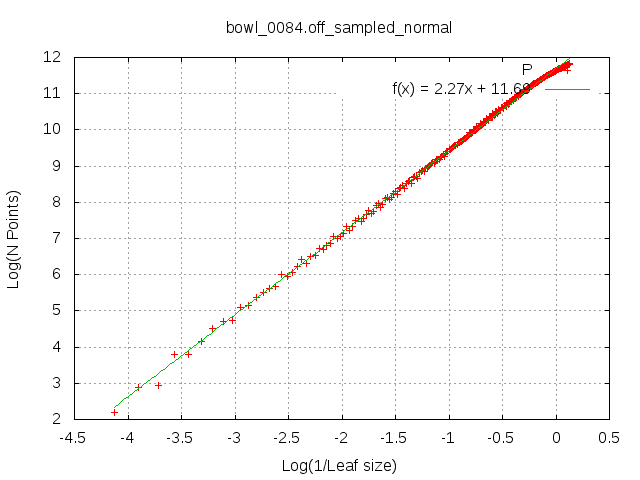 bowl_0084.off_sampled_normal
12
11
10
9
8
7
6
5
4
3
2
Log(N Points)
P
f(x) = 2.27x + 11.69
-4.5 -4 -3.5 -3 -2.5 -2 -1.5 -1 -0.5 0 0.5
Log(1/Leaf size)